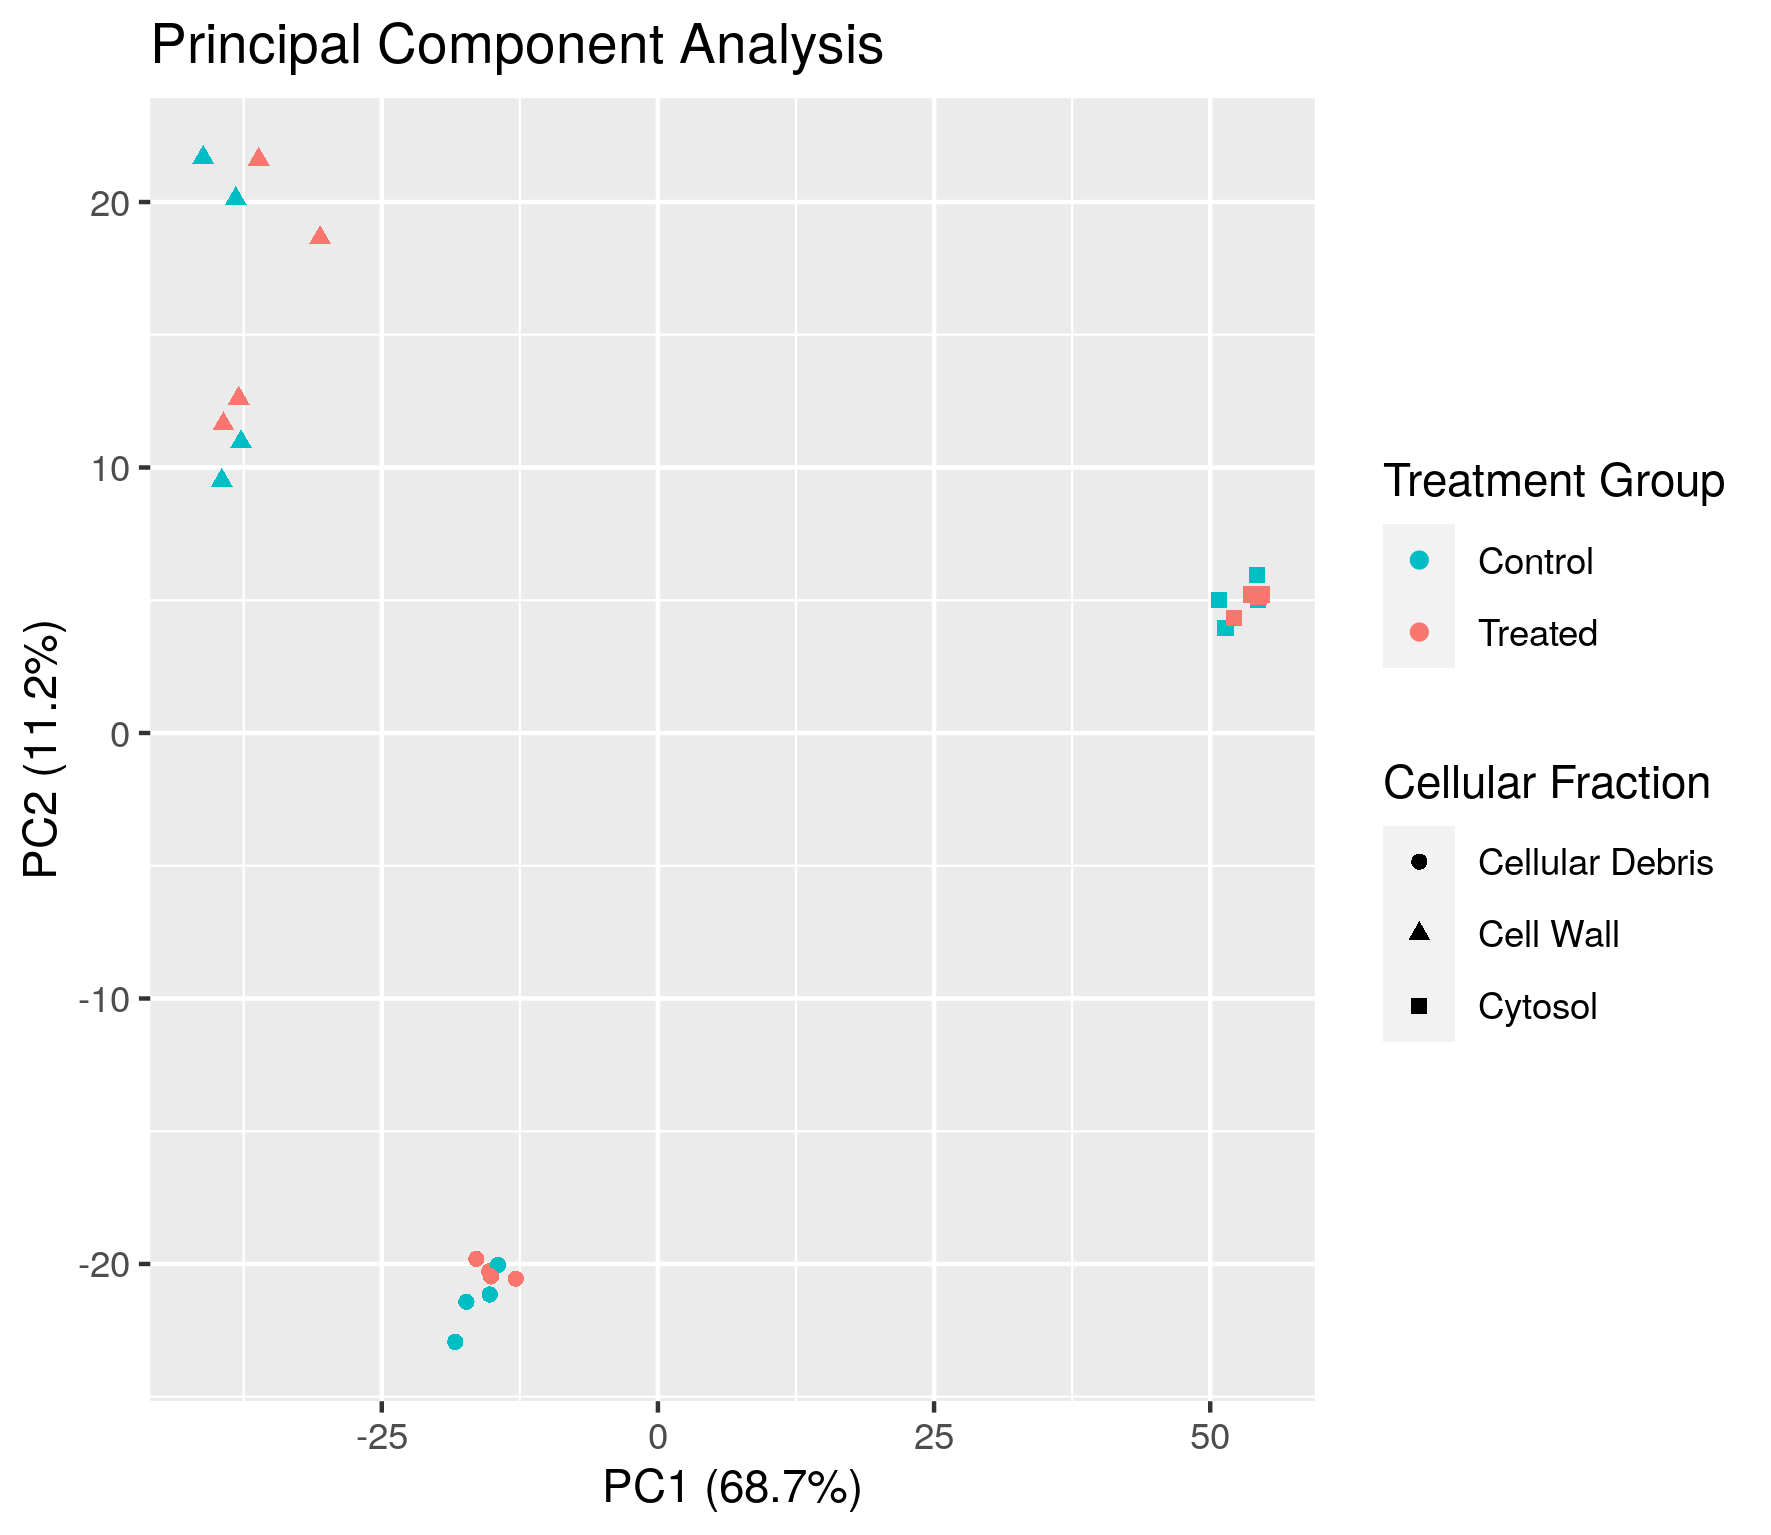 Principal Component Analysis
20
10
0
-10
-20
PC2 (11.2%)
-25
0
25
50
PC1 (68.7%)
Treatment Group
Control
Treated
Cellular Fraction
Cellular Debris
Cell Wall
Cytosol